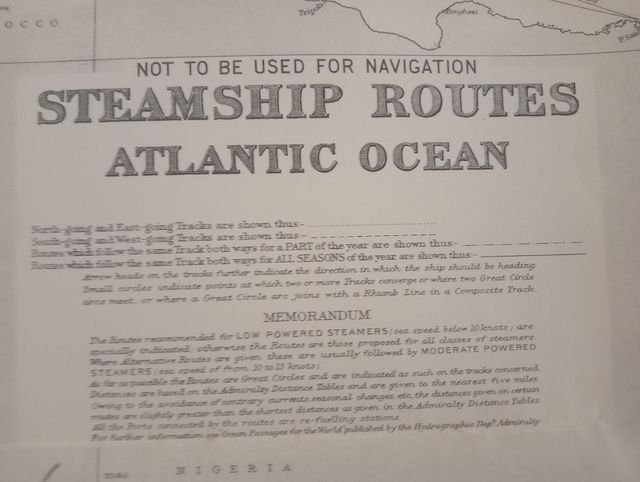 OCCO
Tripoli
Benghazi
NOT TO BE USED FOR NAVIGATION
STEAMSHIP ROUTES
ATLANTIC OCEAN
North-going and East-going Tracks are shown thus:-
South-going and West-going Tracks are shown thus:-
Routes which follow the same Track both ways for a PART of the year are shown thus:-
Routes which follow the same Track both ways for ALL SEASONS of the year are shown thus:-
Arrow heads on the tracks further indicate the direction in which the ship should be heading
Small circles indicate points at which two or more Tracks converge or where two Great Circle
arcs meet, or where a Great Circle arc joins with a Rhumb Line in a Composite Track.
MEMORANDUM
The Routes recommended for LOW POWERED STEAMERS (sea speed below 10 knots) are
specially indicated, otherwise the Routes are those proposed for all classes of steamers.
Where Alternative Routes are given these are usually followed by MODERATE POWERED
STEAMERS (sea speed of from 10 to 15 knots).
As far as possible the Routes are Great Circles and are indicated as such on the tracks concerned.
Distances are based on the Admiralty Distance Tables and are given to the nearest five miles.
Owing to the avoidance of contrary currents, seasonal changes, etc, the distances given on certain
routes are slightly greater than the shortest distances as given in the Admiralty Distance Tables.
All the Ports connected by the routes are re-fuelling stations.
For further information see 'Ocean Passages for the World' published by the Hydrographic Dept Admiralty
NIGERIA